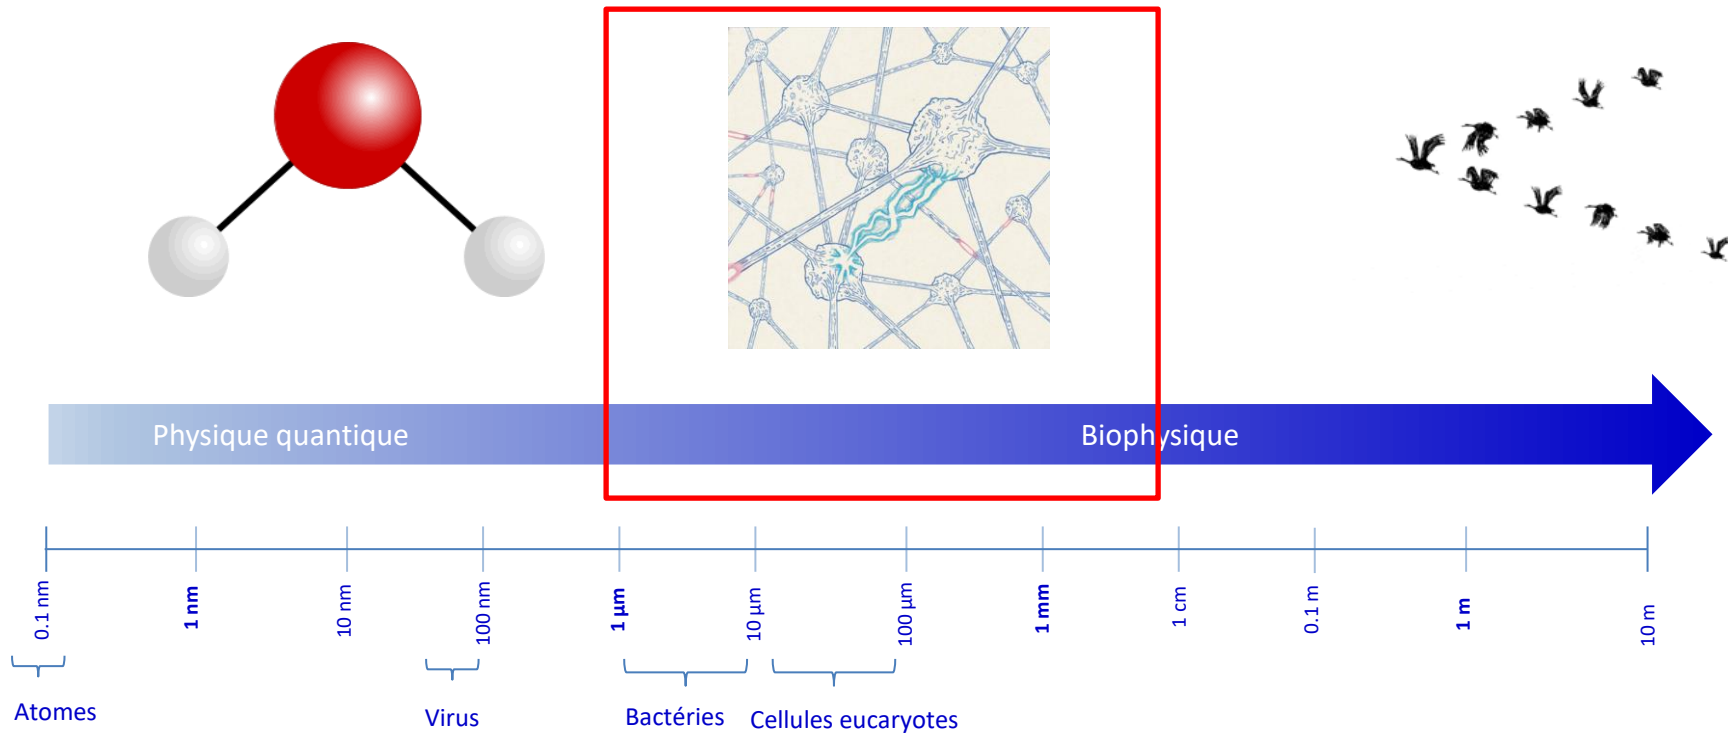 Physique quantique
Biophysique
0.1 nm
1 nm
10 nm
100 nm
1 µm
10 µm
100 µm
1 mm
1 cm
0.1 m
1 m
10 m
Atomes
Virus
Bactéries
Cellules eucaryotes